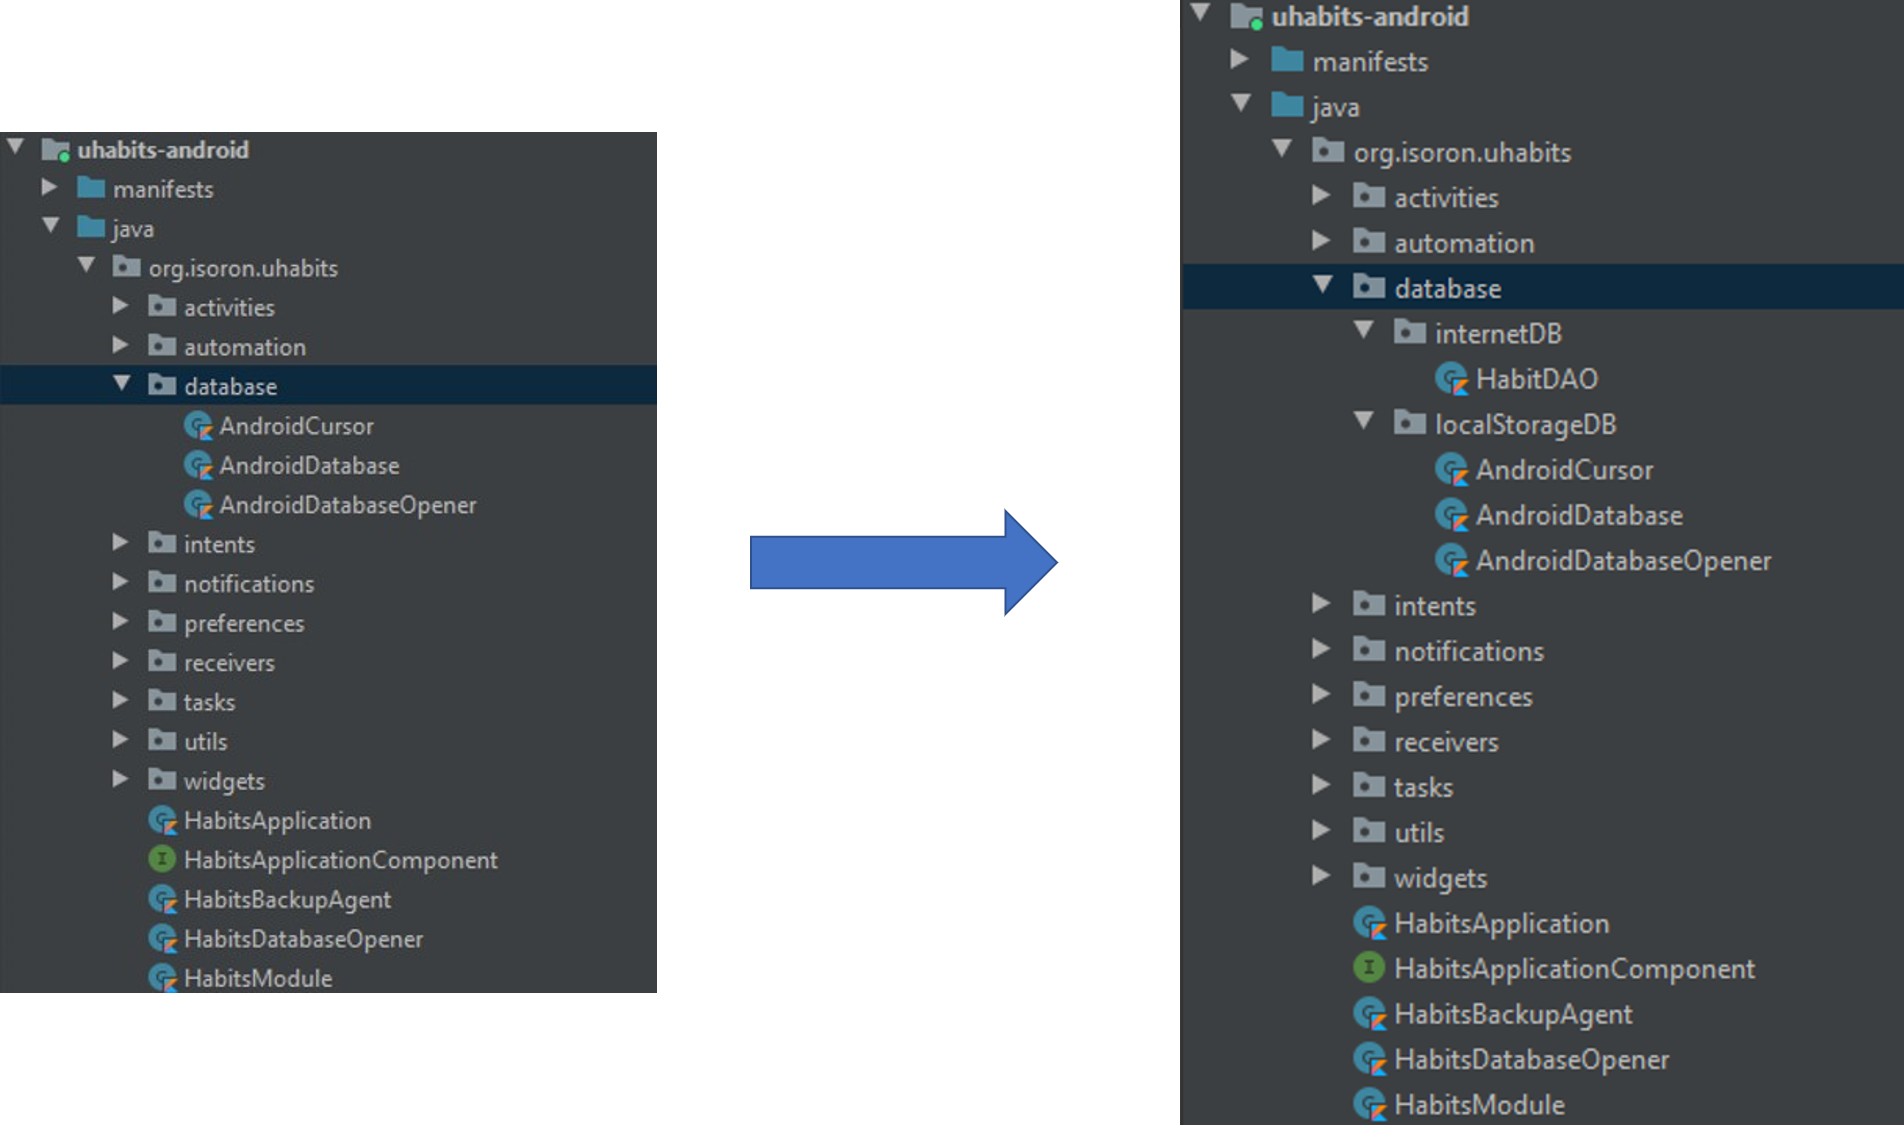 uhabits-android
manifests
java
org.isoron.uhabits
activities
automation
database
AndroidCursor
AndroidDatabase
AndroidDatabaseOpener
intents
notifications
preferences
receivers
tasks
utils
widgets
HabitsApplication
HabitsApplicationComponent
HabitsBackupAgent
HabitsDatabaseOpener
HabitsModule
uhabits-android
manifests
java
org.isoron.uhabits
activities
automation
database
internetDB
HabitDAO
localStorageDB
AndroidCursor
AndroidDatabase
AndroidDatabaseOpener
intents
notifications
preferences
receivers
tasks
utils
widgets
HabitsApplication
HabitsApplicationComponent
HabitsBackupAgent
HabitsDatabaseOpener
HabitsModule